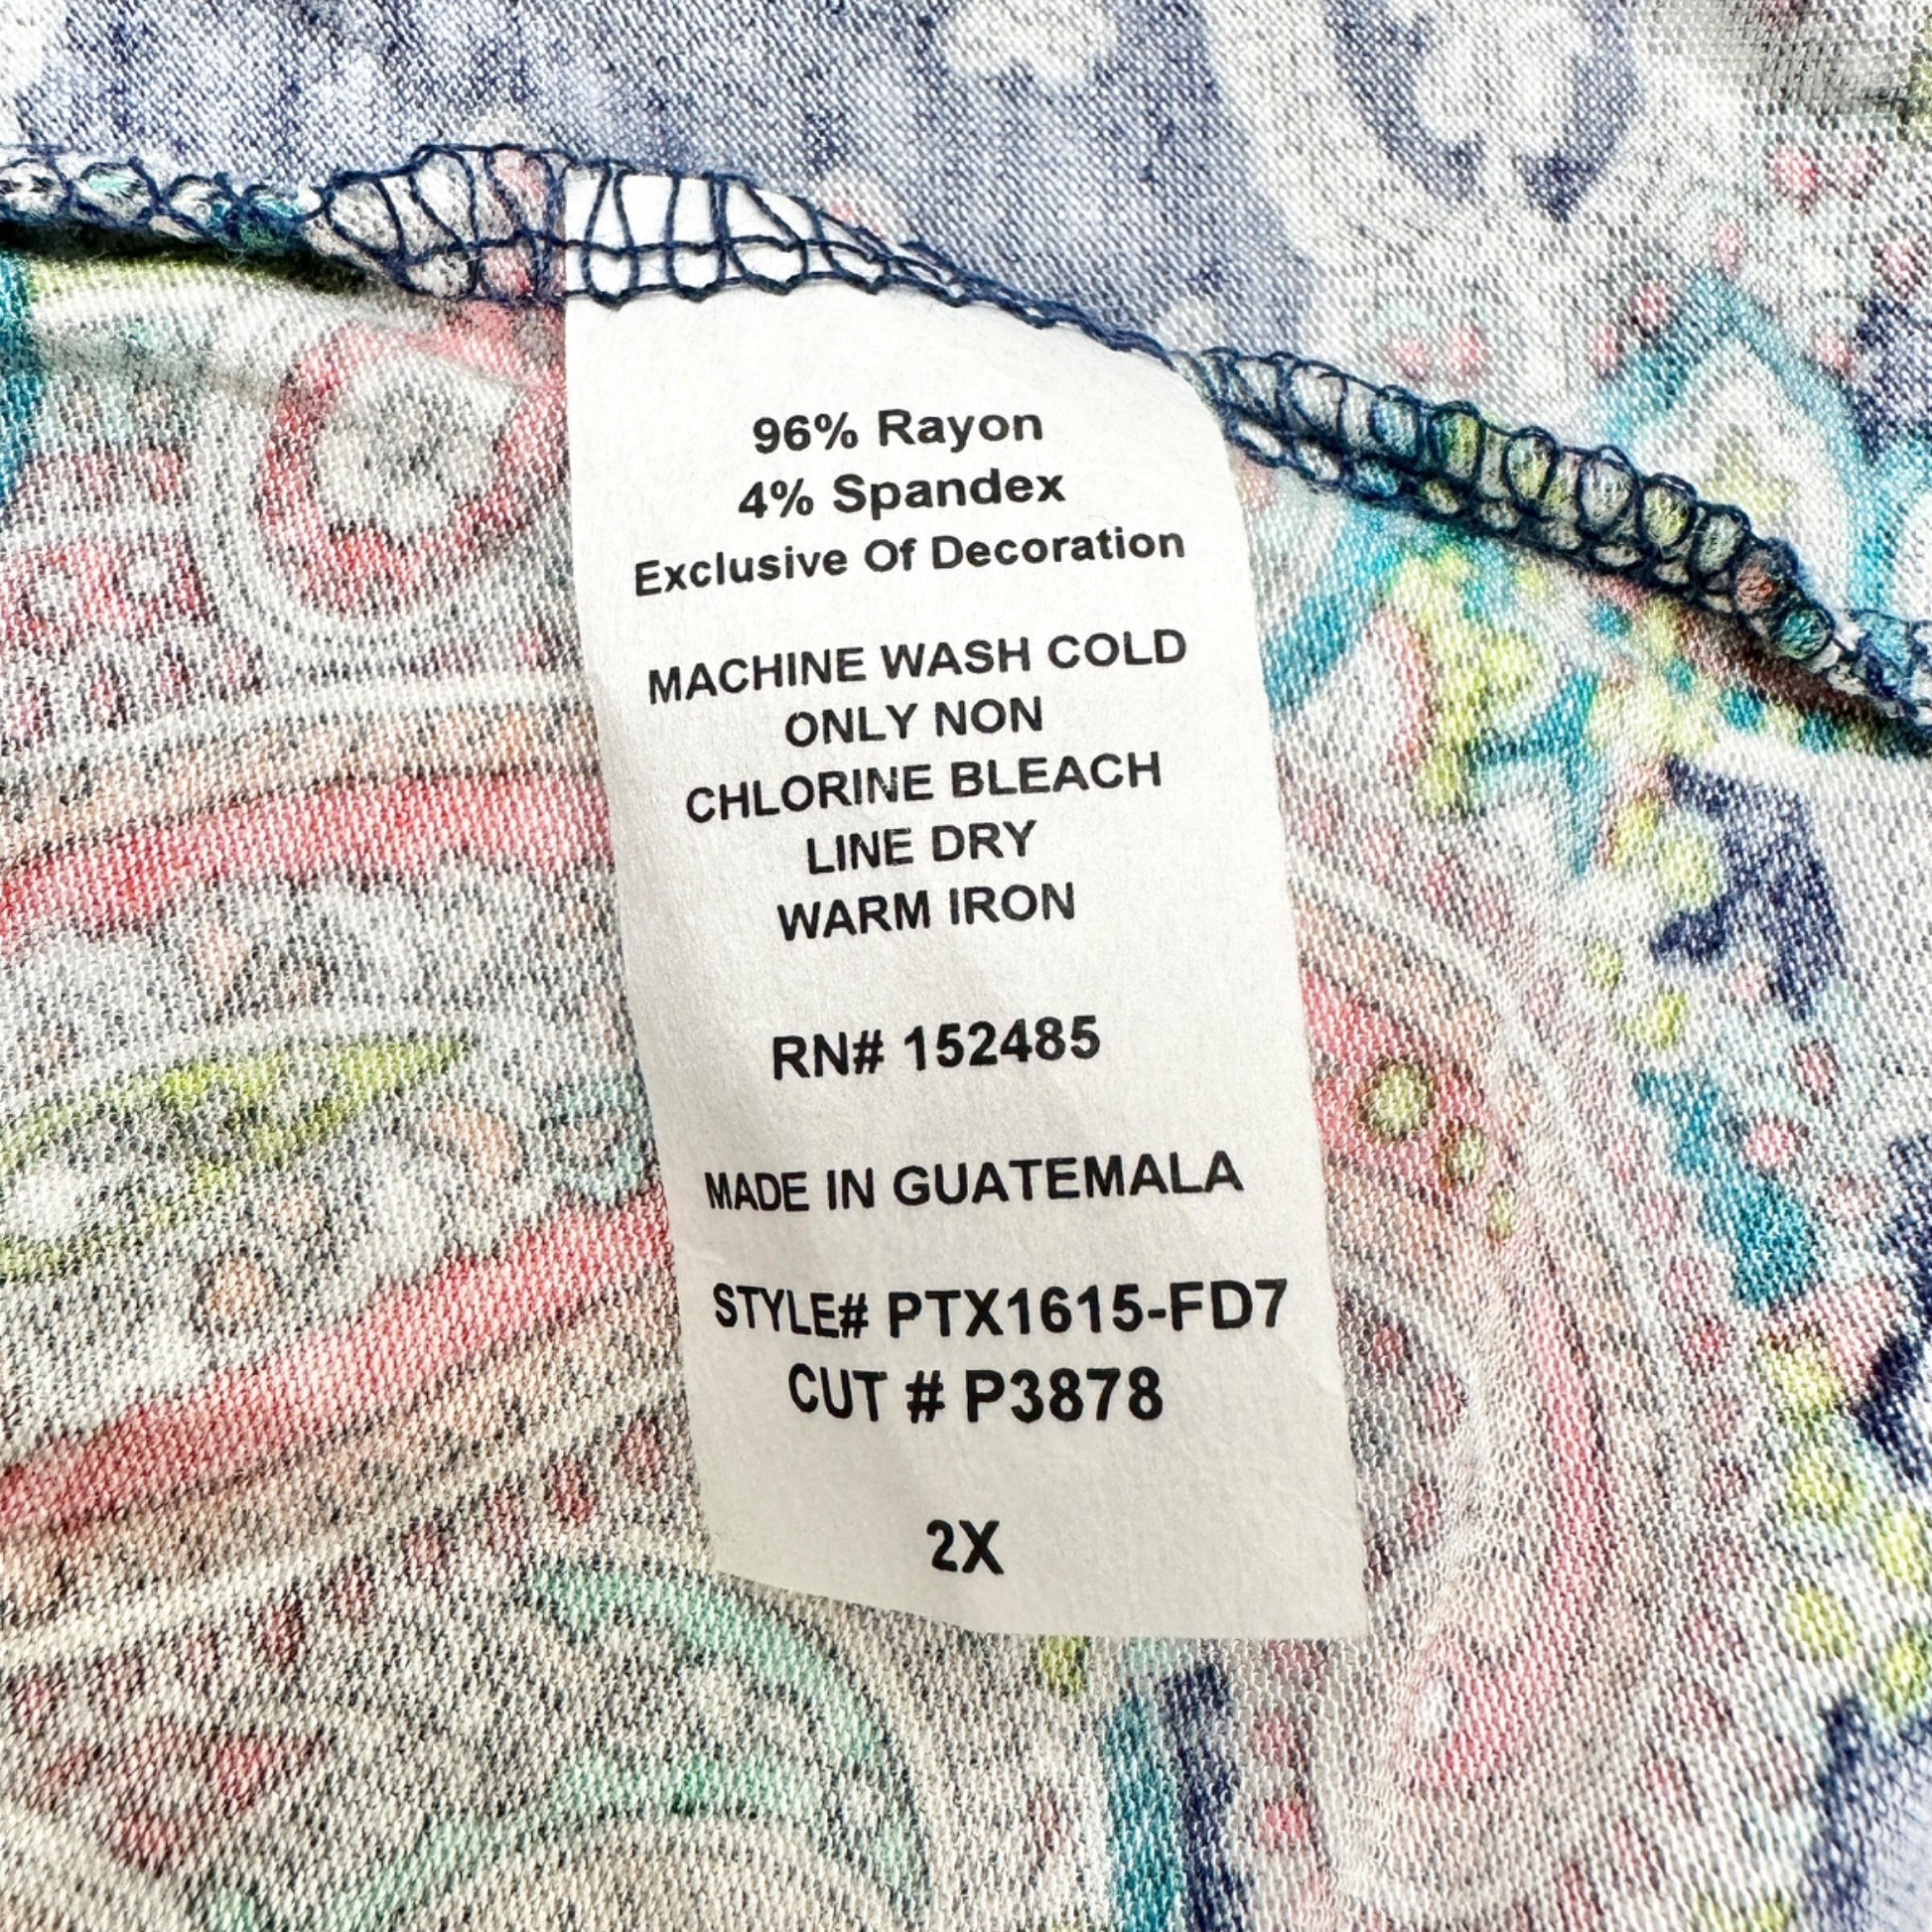 96% Rayon
4% Spandex
Exclusive Of Decoration
MACHINE WASH COLD
ONLY NON
CHLORINE BLEACH
LINE DRY
WARM IRON
RN# 152485
MADE IN GUATEMALA
STYLE# PTX1615-FD7
CUT # P3878
2X